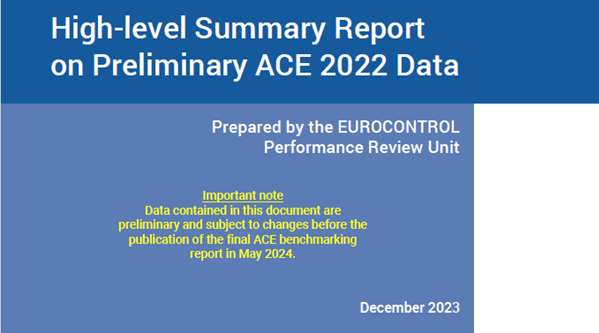 High-level Summary Report
on Preliminary ACE 2022 Data
Prepared by the EUROCONTROL
Performance Review Unit
Important note
Data contained in this document are
preliminary and subject to changes before the
publication of the final ACE benchmarking
report in May 2024.
December 2023